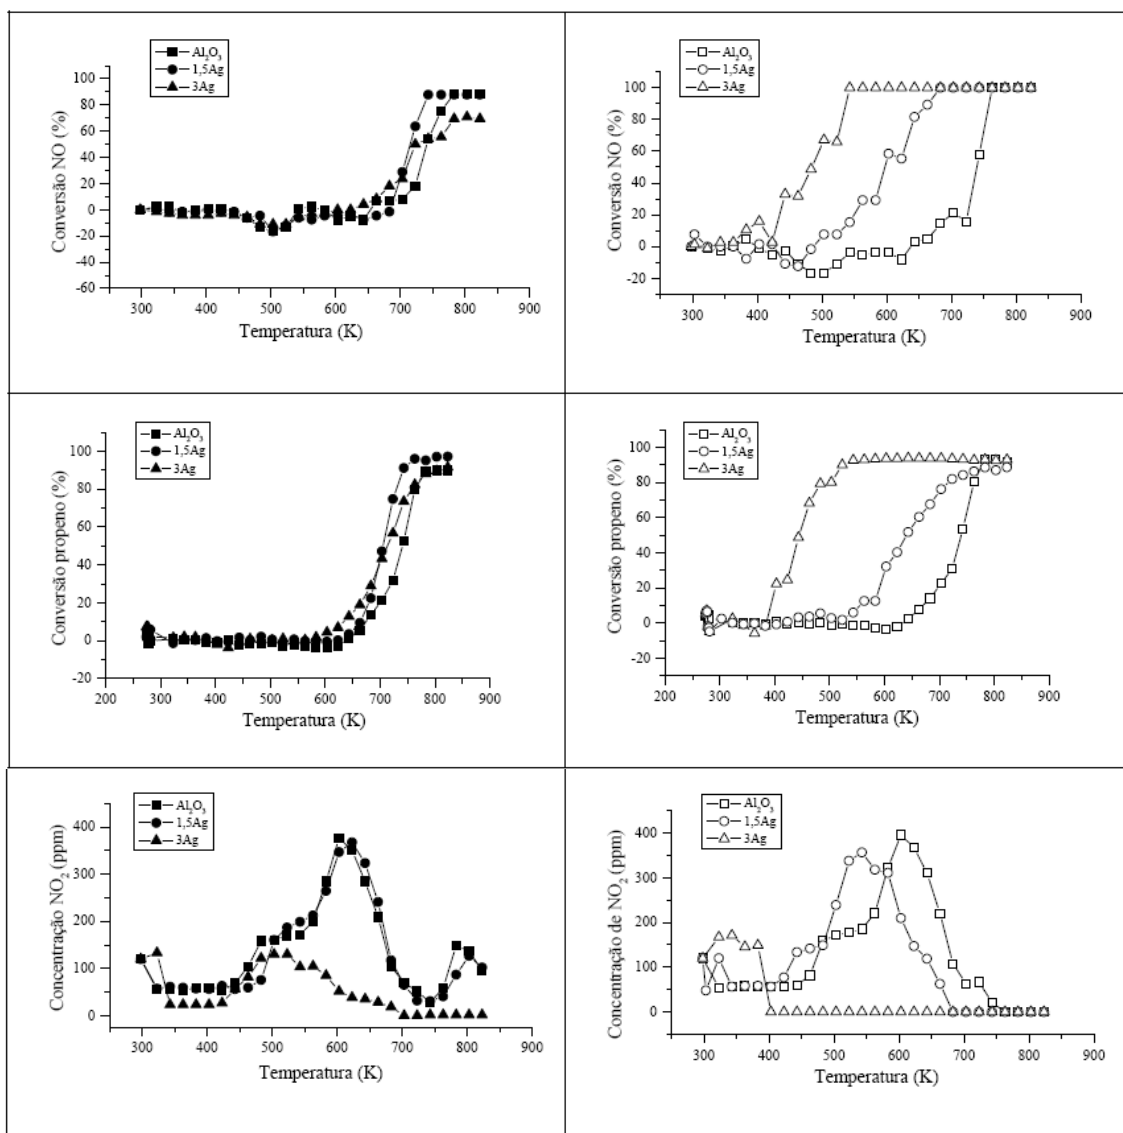 Al₂O₃
1,5Ag
3Ag
Conversão NO (%)
100
80
60
40
20
0
-20
-40
-60
300 400 500 600 700 800 900
Temperatura (K)
Al₂O₃
1,5Ag
3Ag
Conversão NO (%)
100
80
60
40
20
0
-20
300 400 500 600 700 800 900
Temperatura (K)
Al₂O₃
1,5Ag
3Ag
Conversão propeno (%)
100
80
60
40
20
0
-20
200 300 400 500 600 700 800 900
Temperatura (K)
Al₂O₃
1,5Ag
3Ag
Conversão propeno (%)
100
80
60
40
20
0
-20
200 300 400 500 600 700 800 900
Temperatura (K)
Al₂O₃
1,5Ag
3Ag
Concentração NO₂ (ppm)
400
300
200
100
0
300 400 500 600 700 800 900
Temperatura (K)
Al₂O₃
1,5Ag
3Ag
Concentração de NO₂ (ppm)
400
300
200
100
0
300 400 500 600 700 800 900
Temperatura (K)